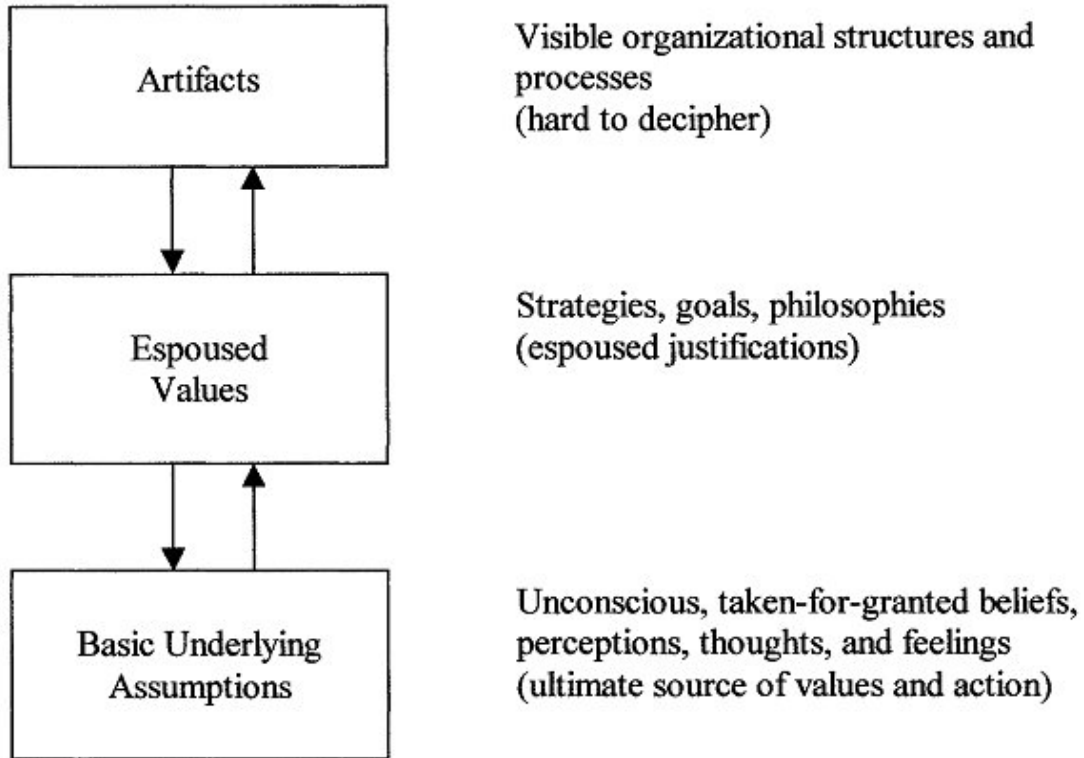 Artifacts
Visible organizational structures and
processes
(hard to decipher)
Espoused
Values
Strategies, goals, philosophies
(espoused justifications)
Basic Underlying
Assumptions
Unconscious, taken-for-granted beliefs,
perceptions, thoughts, and feelings
(ultimate source of values and action)